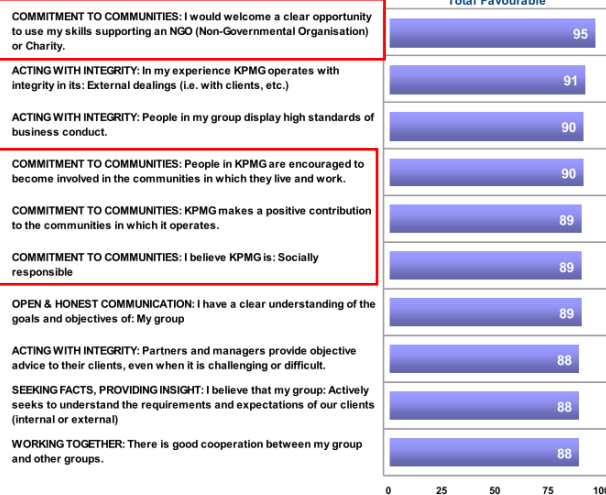 Total Favourable
COMMITMENT TO COMMUNITIES: I would welcome a clear opportunity
to use my skills supporting an NGO (Non-Governmental Organisation)
or Charity.
95
ACTING WITH INTEGRITY: In my experience KPMG operates with
integrity in its: External dealings (i.e. with clients, etc.)
91
ACTING WITH INTEGRITY: People in my group display high standards of
business conduct.
90
COMMITMENT TO COMMUNITIES: People in KPMG are encouraged to
become involved in the communities in which they live and work.
90
COMMITMENT TO COMMUNITIES: KPMG makes a positive contribution
to the communities in which it operates.
89
COMMITMENT TO COMMUNITIES: I believe KPMG is: Socially
responsible
89
OPEN & HONEST COMMUNICATION: I have a clear understanding of the
goals and objectives of: My group
89
ACTING WITH INTEGRITY: Partners and managers provide objective
advice to their clients, even when it is challenging or difficult.
88
SEEKING FACTS, PROVIDING INSIGHT: I believe that my group: Actively
seeks to understand the requirements and expectations of our clients
(internal or external)
88
WORKING TOGETHER: There is good cooperation between my group
and other groups.
88
0 25 50 75 100